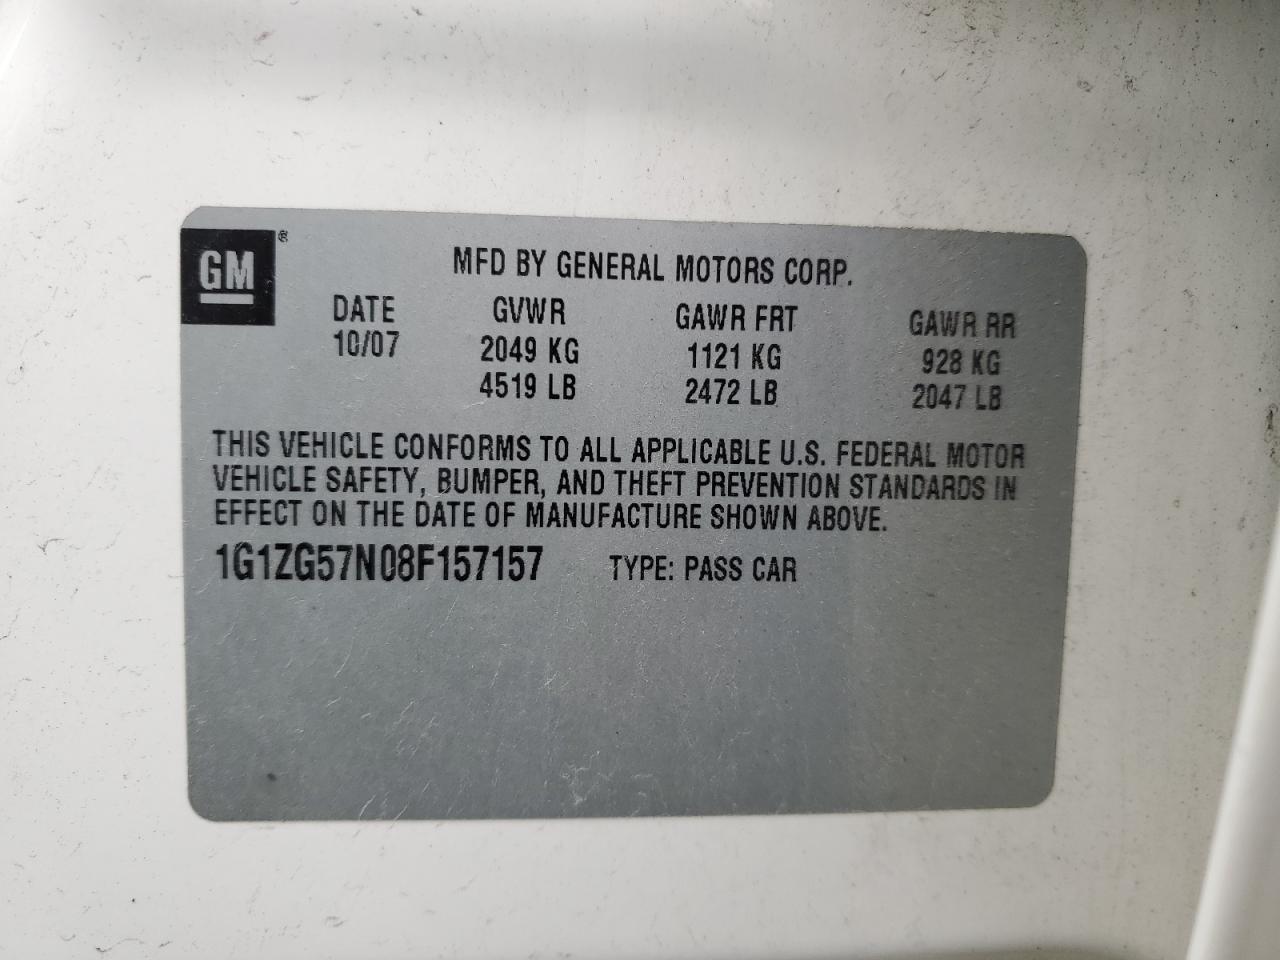 GM ®
MFD BY GENERAL MOTORS CORP.
DATE GVWR GAWR FRT GAWR RR
10/07 2049 KG 1121 KG 928 KG
4519 LB 2472 LB 2047 LB
THIS VEHICLE CONFORMS TO ALL APPLICABLE U.S. FEDERAL MOTOR
VEHICLE SAFETY, BUMPER, AND THEFT PREVENTION STANDARDS IN
EFFECT ON THE DATE OF MANUFACTURE SHOWN ABOVE.
1G1ZG57N08F157157 TYPE: PASS CAR